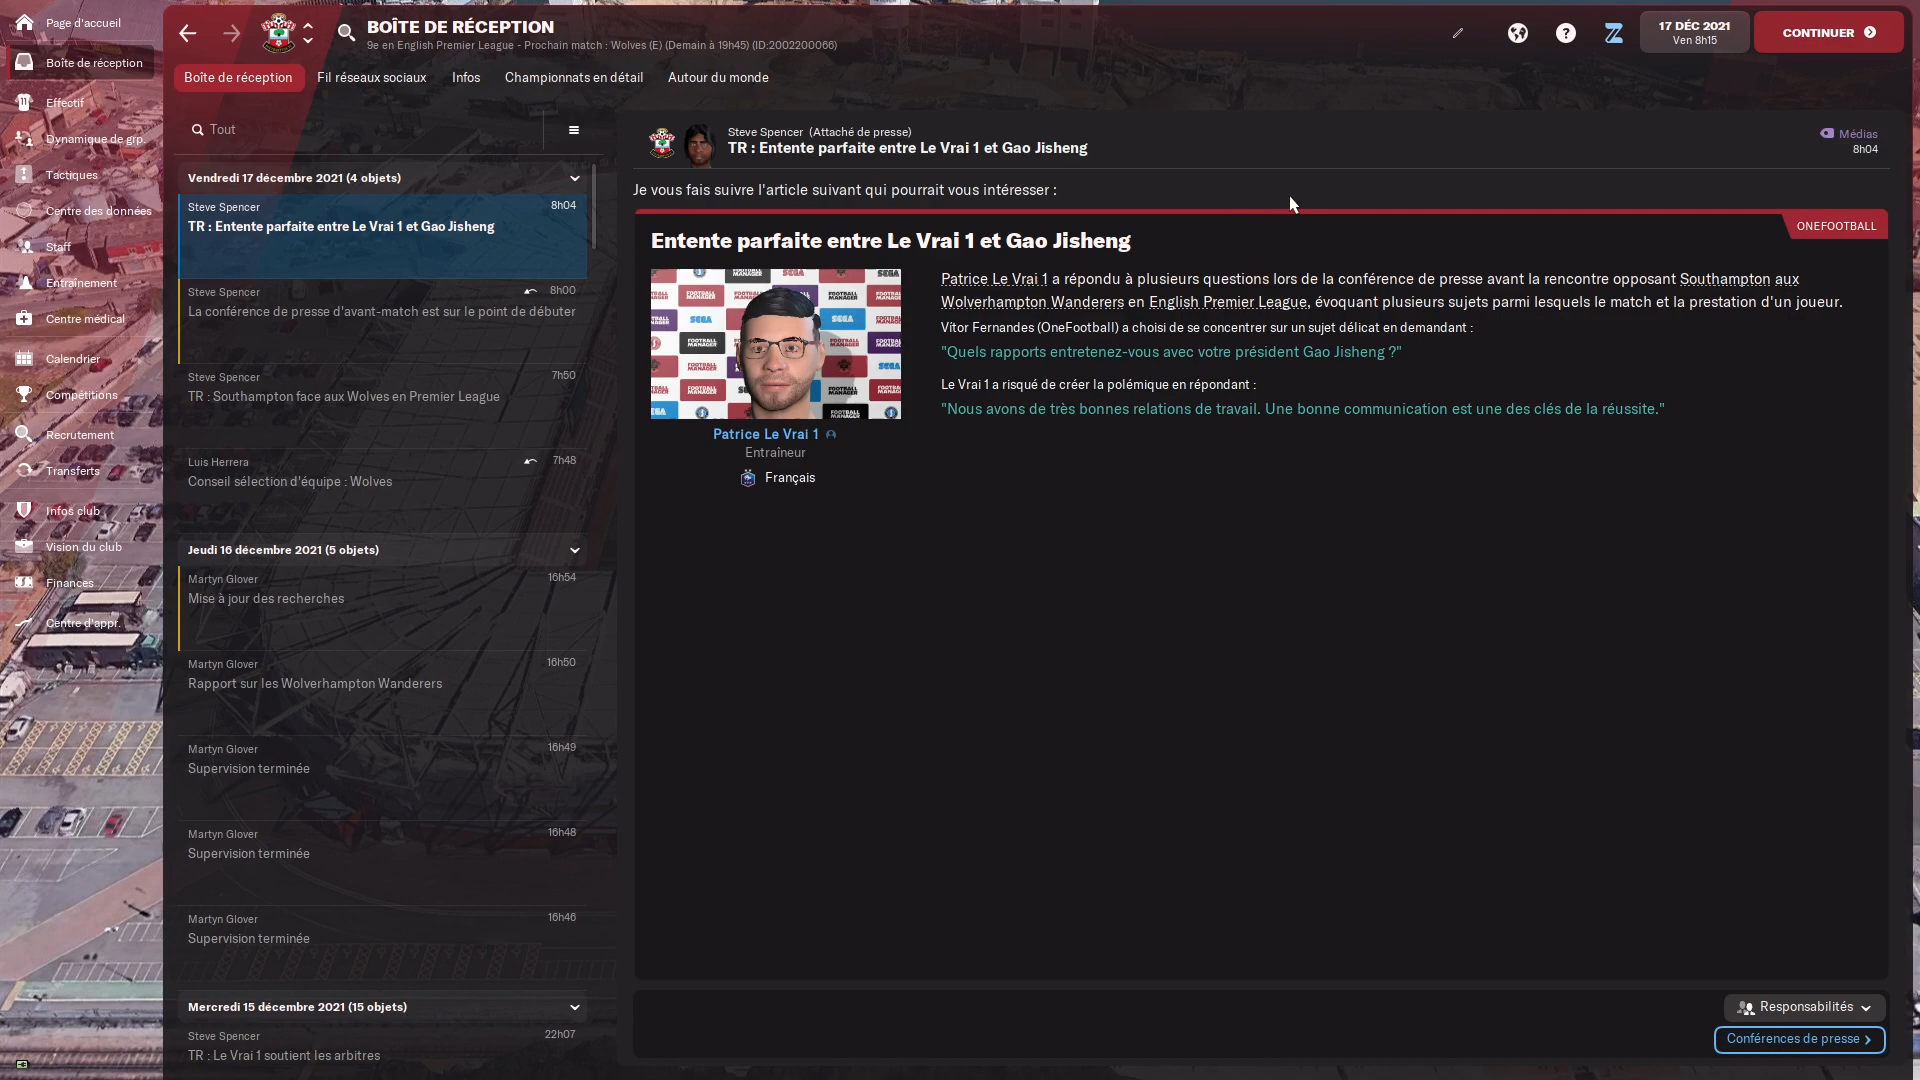 Page d'accueil
Boîte de réception
Effectif
Dynamique de grp.
Tactiques
Centre des données
Staff
Entraînement
Centre médical
Calendrier
Compétitions
Recrutement
Transferts
Infos club
Vision du club
Finances
Centre d'appr.
BOÎTE DE RÉCEPTION
9e en English Premier League - Prochain match : Wolves (E) (Demain à 19h45) (ID:2002200066)
17 DÉC 2021
Ven 8h15
CONTINUER
Boîte de réception
Fil réseaux sociaux
Infos
Championnats en détail
Autour du monde
Tout
Vendredi 17 décembre 2021 (4 objets)
Steve Spencer 8h04
TR : Entente parfaite entre Le Vrai 1 et Gao Jisheng
Steve Spencer 8h00
La conférence de presse d'avant-match est sur le point de débuter
Steve Spencer 7h50
TR : Southampton face aux Wolves en Premier League
Luis Herrera 7h48
Conseil sélection d'équipe : Wolves
Jeudi 16 décembre 2021 (5 objets)
Martyn Glover 16h54
Mise à jour des recherches
Martyn Glover 16h50
Rapport sur les Wolverhampton Wanderers
Martyn Glover 16h49
Supervision terminée
Martyn Glover 16h48
Supervision terminée
Martyn Glover 16h46
Supervision terminée
Mercredi 15 décembre 2021 (15 objets)
Steve Spencer 22h07
TR : Le Vrai 1 soutient les arbitres
Steve Spencer (Attaché de presse)
TR : Entente parfaite entre Le Vrai 1 et Gao Jisheng
Médias
8h04
Je vous fais suivre l'article suivant qui pourrait vous intéresser :
ONEFOOTBALL
Entente parfaite entre Le Vrai 1 et Gao Jisheng
Patrice Le Vrai 1 a répondu à plusieurs questions lors de la conférence de presse avant la rencontre opposant Southampton aux
Wolverhampton Wanderers en English Premier League, évoquant plusieurs sujets parmi lesquels le match et la prestation d'un joueur.
Vítor Fernandes (OneFootball) a choisi de se concentrer sur un sujet délicat en demandant :
"Quels rapports entretenez-vous avec votre président Gao Jisheng ?"
Le Vrai 1 a risqué de créer la polémique en répondant :
"Nous avons de très bonnes relations de travail. Une bonne communication est une des clés de la réussite."
Patrice Le Vrai 1
Entraîneur
Français
Responsabilités
Conférences de presse